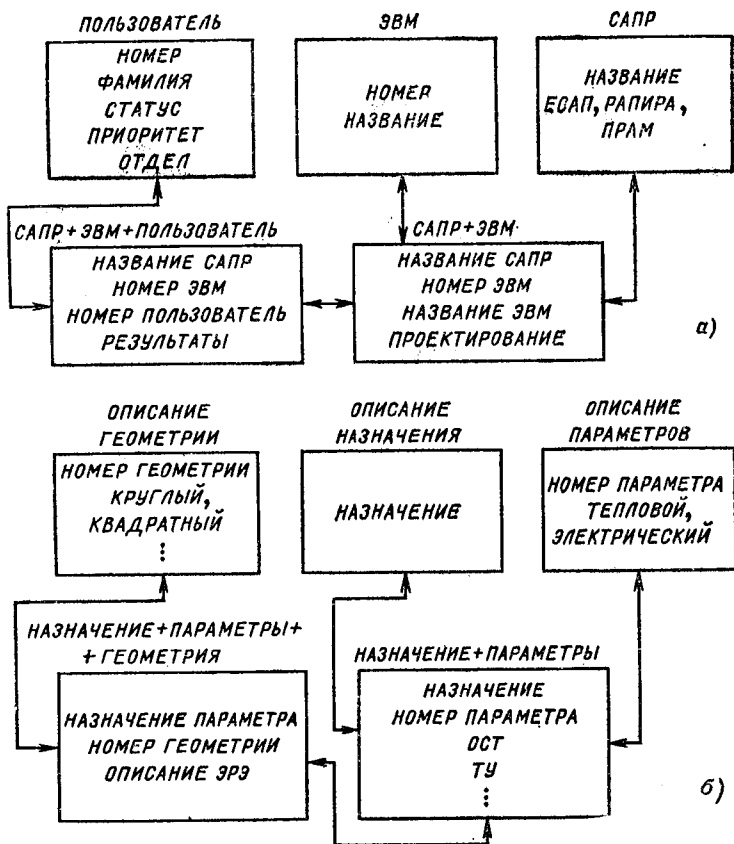 ПОЛЬЗОВАТЕЛЬ
ЭВМ
САПР
НОМЕР
ФАМИЛИЯ
СТАТУС
ПРИОРИТЕТ
ОТДЕЛ
НОМЕР
НАЗВАНИЕ
НАЗВАНИЕ
ЕСАП, РАПИРА,
ПРАМ
САПР+ЭВМ+ПОЛЬЗОВАТЕЛЬ
НАЗВАНИЕ САПР
НОМЕР ЭВМ
НОМЕР ПОЛЬЗОВАТЕЛЬ
РЕЗУЛЬТАТЫ
САПР+ЭВМ
НАЗВАНИЕ САПР
НОМЕР ЭВМ
НАЗВАНИЕ ЭВМ
ПРОЕКТИРОВАНИЕ
а)
ОПИСАНИЕ
ГЕОМЕТРИИ
ОПИСАНИЕ
НАЗНАЧЕНИЯ
ОПИСАНИЕ
ПАРАМЕТРОВ
НОМЕР ГЕОМЕТРИИ
КРУГЛЫЙ,
КВАДРАТНЫЙ
⋮
НАЗНАЧЕНИЕ
НОМЕР ПАРАМЕТРА
ТЕПЛОВОЙ,
ЭЛЕКТРИЧЕСКИЙ
НАЗНАЧЕНИЕ+ПАРАМЕТРЫ+
+ГЕОМЕТРИЯ
НАЗНАЧЕНИЕ ПАРАМЕТРА
НОМЕР ГЕОМЕТРИИ
ОПИСАНИЕ ЭРЭ
НАЗНАЧЕНИЕ+ПАРАМЕТРЫ
НАЗНАЧЕНИЕ
НОМЕР ПАРАМЕТРА
ОСТ
ТУ
⋮
б)